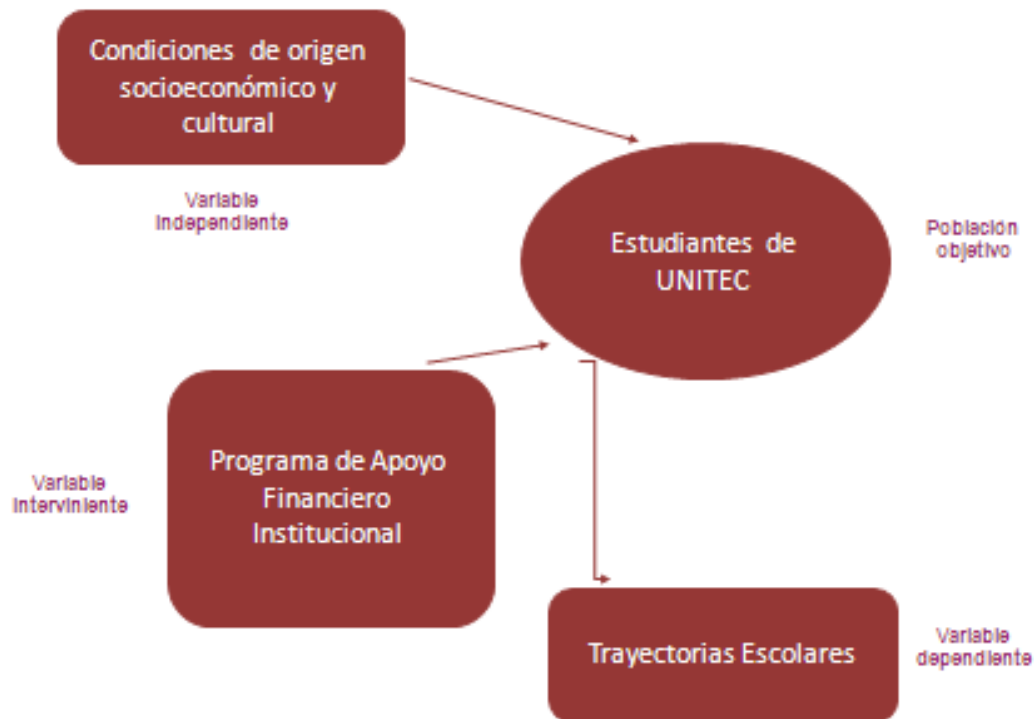 Condiciones de origen
socioeconómico y
cultural
Variable
Independiente
Estudiantes de
UNITEC
Población
objetivo
Programa de Apoyo
Financiero
Institucional
Variable
Interviniente
Trayectorias Escolares
Variable
dependiente